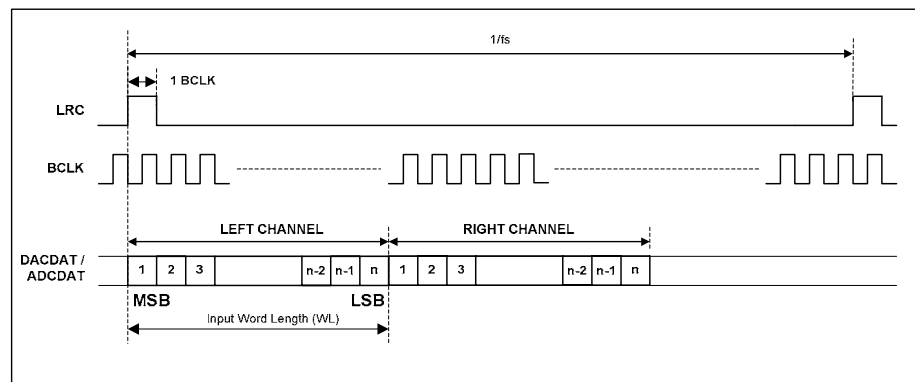 1/fs
1 BCLK
LRC
BCLK
LEFT CHANNEL RIGHT CHANNEL
DACDAT /
ADCDAT
1 2 3 n-2 n-1 n 1 2 3 n-2 n-1 n
MSB LSB
Input Word Length (WL)